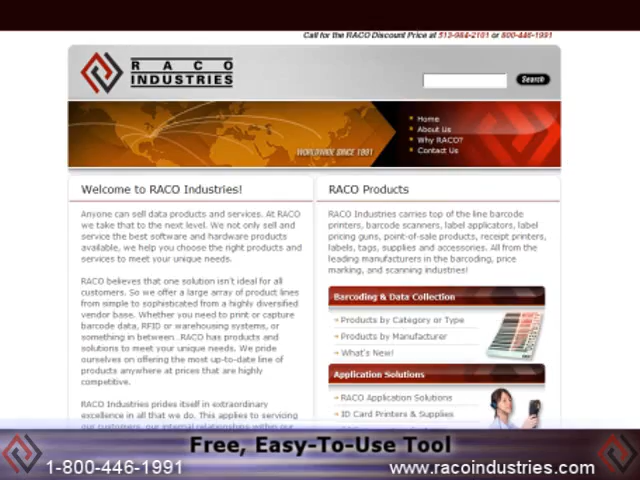 Call for the RACO Discount Price at 513-984-2101 or 800-446-1991
RACO
INDUSTRIES
Search
Home
About Us
Why RACO?
Contact Us
WORLDWIDE SINCE 1991
Welcome to RACO Industries!
Anyone can sell data products and services. At RACO
we take that to the next level. We not only sell and
service the best software and hardware products
available, we help you choose the right products and
services to meet your unique needs.
RACO believes that one solution isn't ideal for all
customers. So we offer a large array of product lines
from simple to sophisticated from a highly diversified
vendor base. Whether you need to print or capture
barcode data, RFID or warehousing systems, or
something in between. RACO has products and
solutions to meet your unique needs. We pride
ourselves on offering the most up-to-date line of
products anywhere at prices that are highly
competitive.
RACO Industries prides itself in extraordinary
excellence in all that we do. This applies to servicing
our customers, our internal relationships within our
RACO Products
RACO Industries carries top of the line barcode
printers, barcode scanners, label applicators, label
pricing guns, point-of-sale products, receipt printers,
labels, tags, supplies and accessories. All from the
leading manufacturers in the barcoding, price
marking, and scanning industries!
Barcoding & Data Collection
Products by Category or Type
Products by Manufacturer
What's New!
Application Solutions
RACO Application Solutions
ID Card Printers & Supplies
Free, Easy-To-Use Tool
1-800-446-1991
www.racoindustries.com